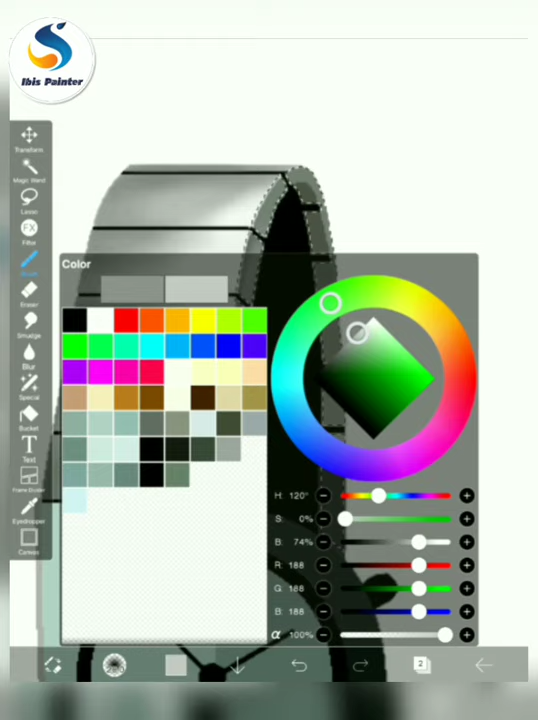 Ibis Painter
Transform
Magic Wand
Lasso
FX
Filter
Eraser
Smudge
Blur
Special
Bucket
T
Text
Frame Divider
Eyedropper
Canvas
Color
H: 120°
S: 0%
B: 74%
R: 188
G: 188
B: 188
α 100%
2